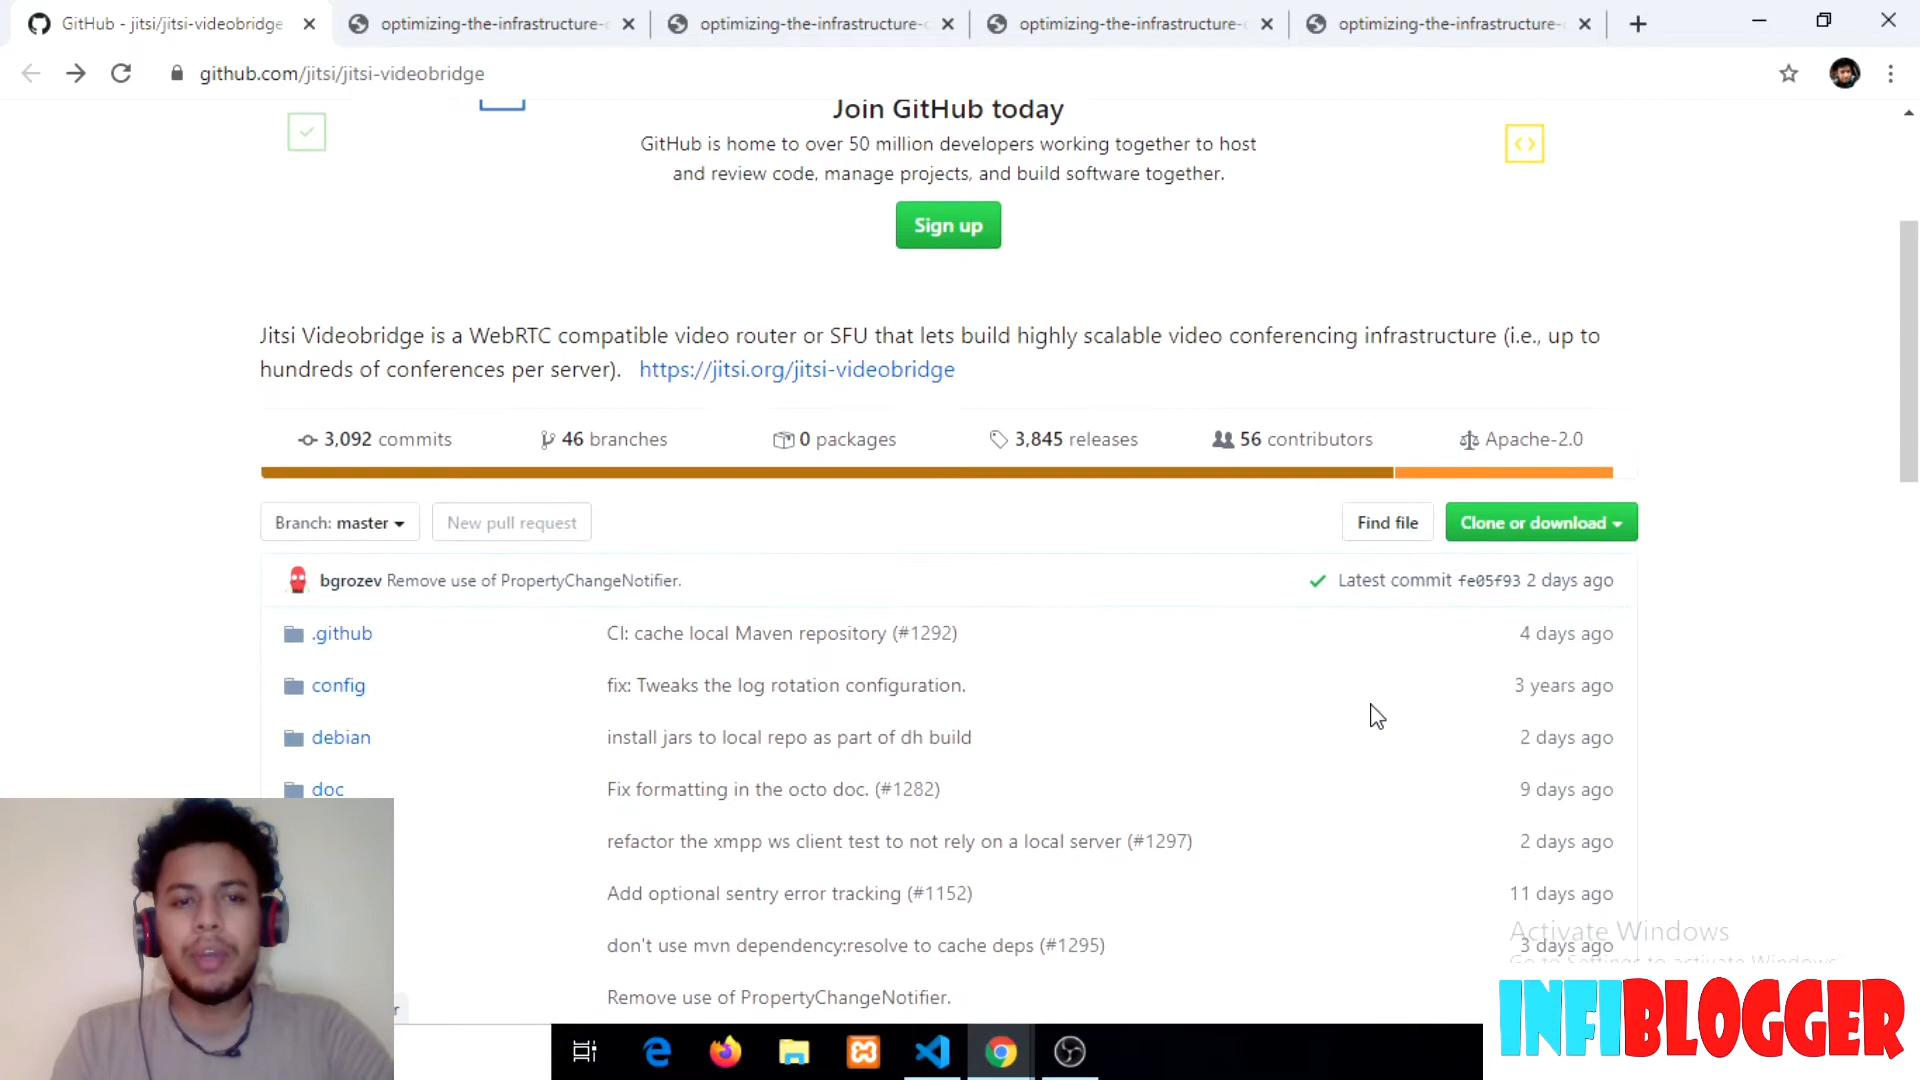 GitHub - jitsi/jitsi-videobridge
optimizing-the-infrastructure-
optimizing-the-infrastructure-
optimizing-the-infrastructure-
optimizing-the-infrastructure-
github.com/jitsi/jitsi-videobridge
Join GitHub today
GitHub is home to over 50 million developers working together to host
and review code, manage projects, and build software together.
Sign up
Jitsi Videobridge is a WebRTC compatible video router or SFU that lets build highly scalable video conferencing infrastructure (i.e., up to
hundreds of conferences per server). https://jitsi.org/jitsi-videobridge
3,092 commits
46 branches
0 packages
3,845 releases
56 contributors
Apache-2.0
Branch: master
New pull request
Find file
Clone or download
bgrozev Remove use of PropertyChangeNotifier.
Latest commit fe05f93 2 days ago
.github CI: cache local Maven repository (#1292) 4 days ago
config fix: Tweaks the log rotation configuration. 3 years ago
debian install jars to local repo as part of dh build 2 days ago
doc Fix formatting in the octo doc. (#1282) 9 days ago
refactor the xmpp ws client test to not rely on a local server (#1297) 2 days ago
Add optional sentry error tracking (#1152) 11 days ago
don't use mvn dependency:resolve to cache deps (#1295) 3 days ago
Remove use of PropertyChangeNotifier.
Activate Windows
Go to Settings to activate Windows.
INFIBLOGGER